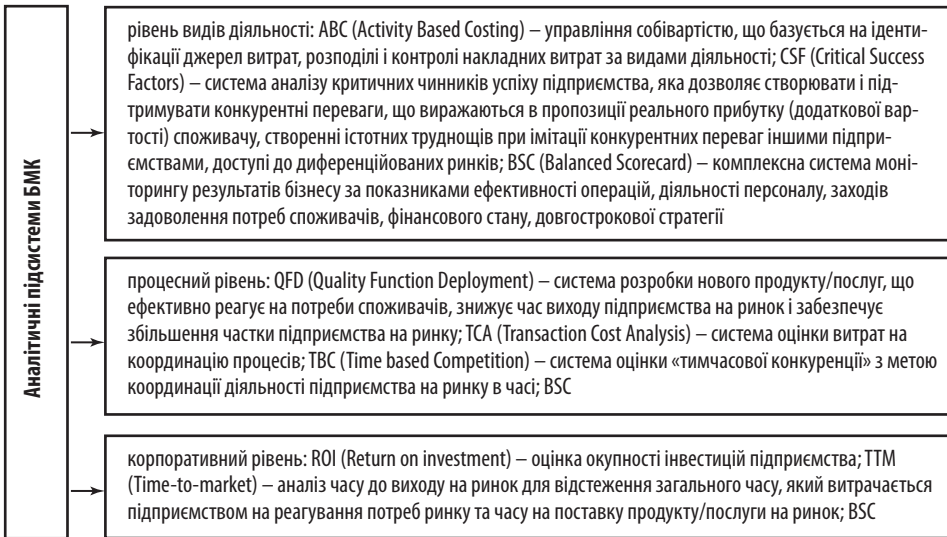 Аналітичні підсистеми БМК
рівень видів діяльності: ABC (Activity Based Costing) – управління собівартістю, що базується на іденти-
фікації джерел витрат, розподілі і контролі накладних витрат за видами діяльності; CSF (Critical Success
Factors) – система аналізу критичних чинників успіху підприємства, яка дозволяє створювати і під-
тримувати конкурентні переваги, що виражаються в пропозиції реального прибутку (додаткової вар-
тості) споживачу, створенні істотних труднощів при імітації конкурентних переваг іншими підпри-
ємствами, доступі до диференційованих ринків; BSC (Balanced Scorecard) – комплексна система моні-
торингу результатів бізнесу за показниками ефективності операцій, діяльності персоналу, заходів
задоволення потреб споживачів, фінансового стану, довгострокової стратегії
процесний рівень: QFD (Quality Function Deployment) – система розробки нового продукту/послуг, що
ефективно реагує на потреби споживачів, знижує час виходу підприємства на ринок і забезпечує
збільшення частки підприємства на ринку; TCA (Transaction Cost Analysis) – система оцінки витрат на
координацію процесів; TBC (Time based Competition) – система оцінки «тимчасової конкуренції» з метою
координації діяльності підприємства на ринку в часі; BSC
корпоративний рівень: ROI (Return on investment) – оцінка окупності інвестицій підприємства; TTM
(Time-to-market) – аналіз часу до виходу на ринок для відстеження загального часу, який витрачається
підприємством на реагування потреб ринку та часу на поставку продукту/послуги на ринок; BSC